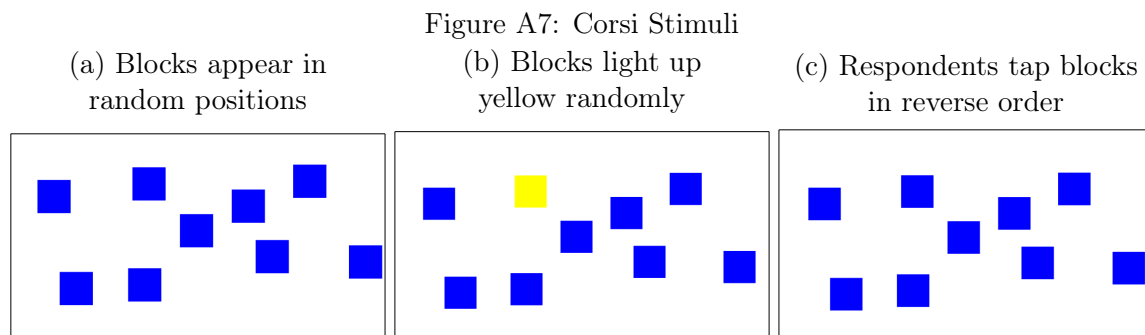 Figure A7: Corsi Stimuli
(a) Blocks appear in
random positions
(b) Blocks light up
yellow randomly
(c) Respondents tap blocks
in reverse order